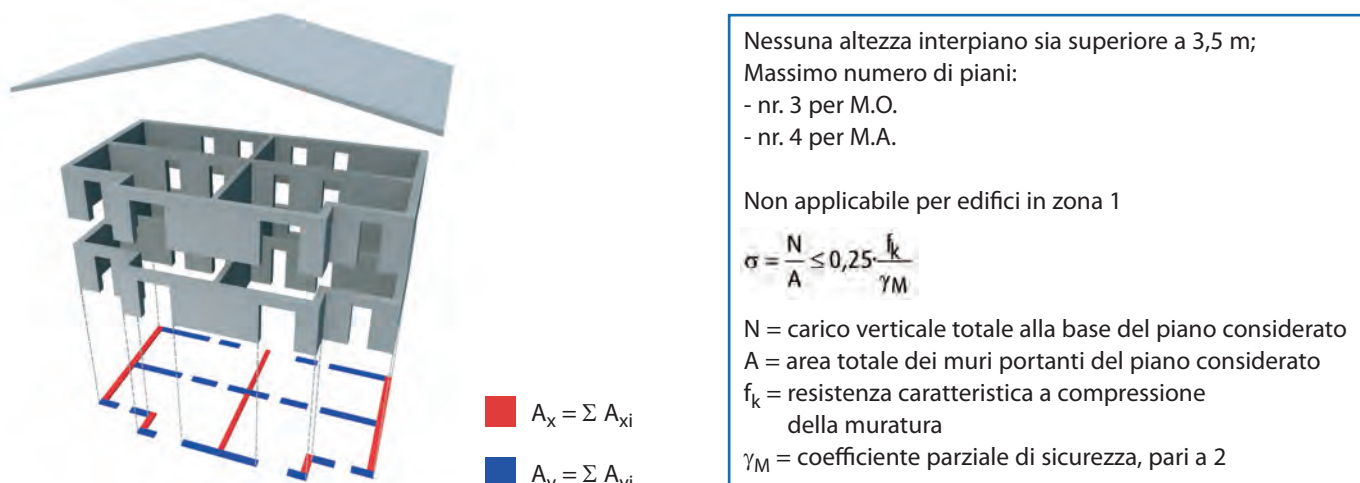 Nessuna altezza interpiano sia superiore a 3,5 m;
Massimo numero di piani:
- nr. 3 per M.O.
- nr. 4 per M.A.
Non applicabile per edifici in zona 1
σ = N/A ≤ 0,25· fk/γM
N = carico verticale totale alla base del piano considerato
A = area totale dei muri portanti del piano considerato
fk = resistenza caratteristica a compressione
della muratura
γM = coefficiente parziale di sicurezza, pari a 2
Ax = Σ Axi
Ay = Σ Ayi